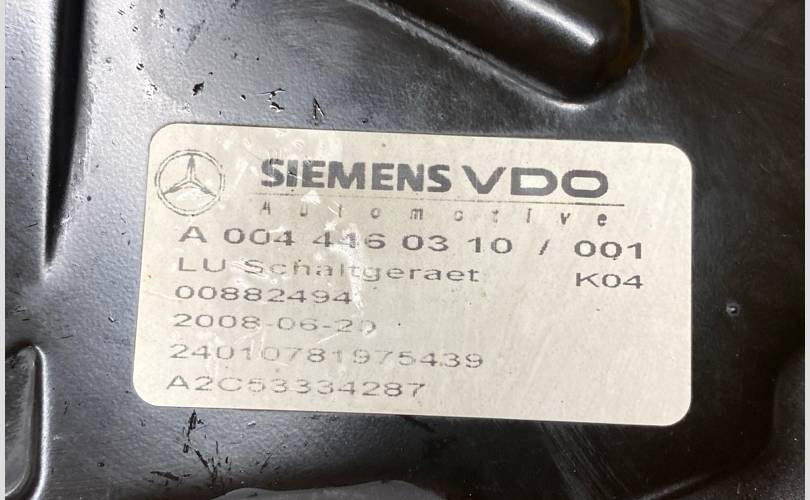 SIEMENS VDO
Automotive
A 004 446 03 10 / 001
LU-Schaltgeraet K04
00882494
2008-06-20
24010781975439
A2C53334287